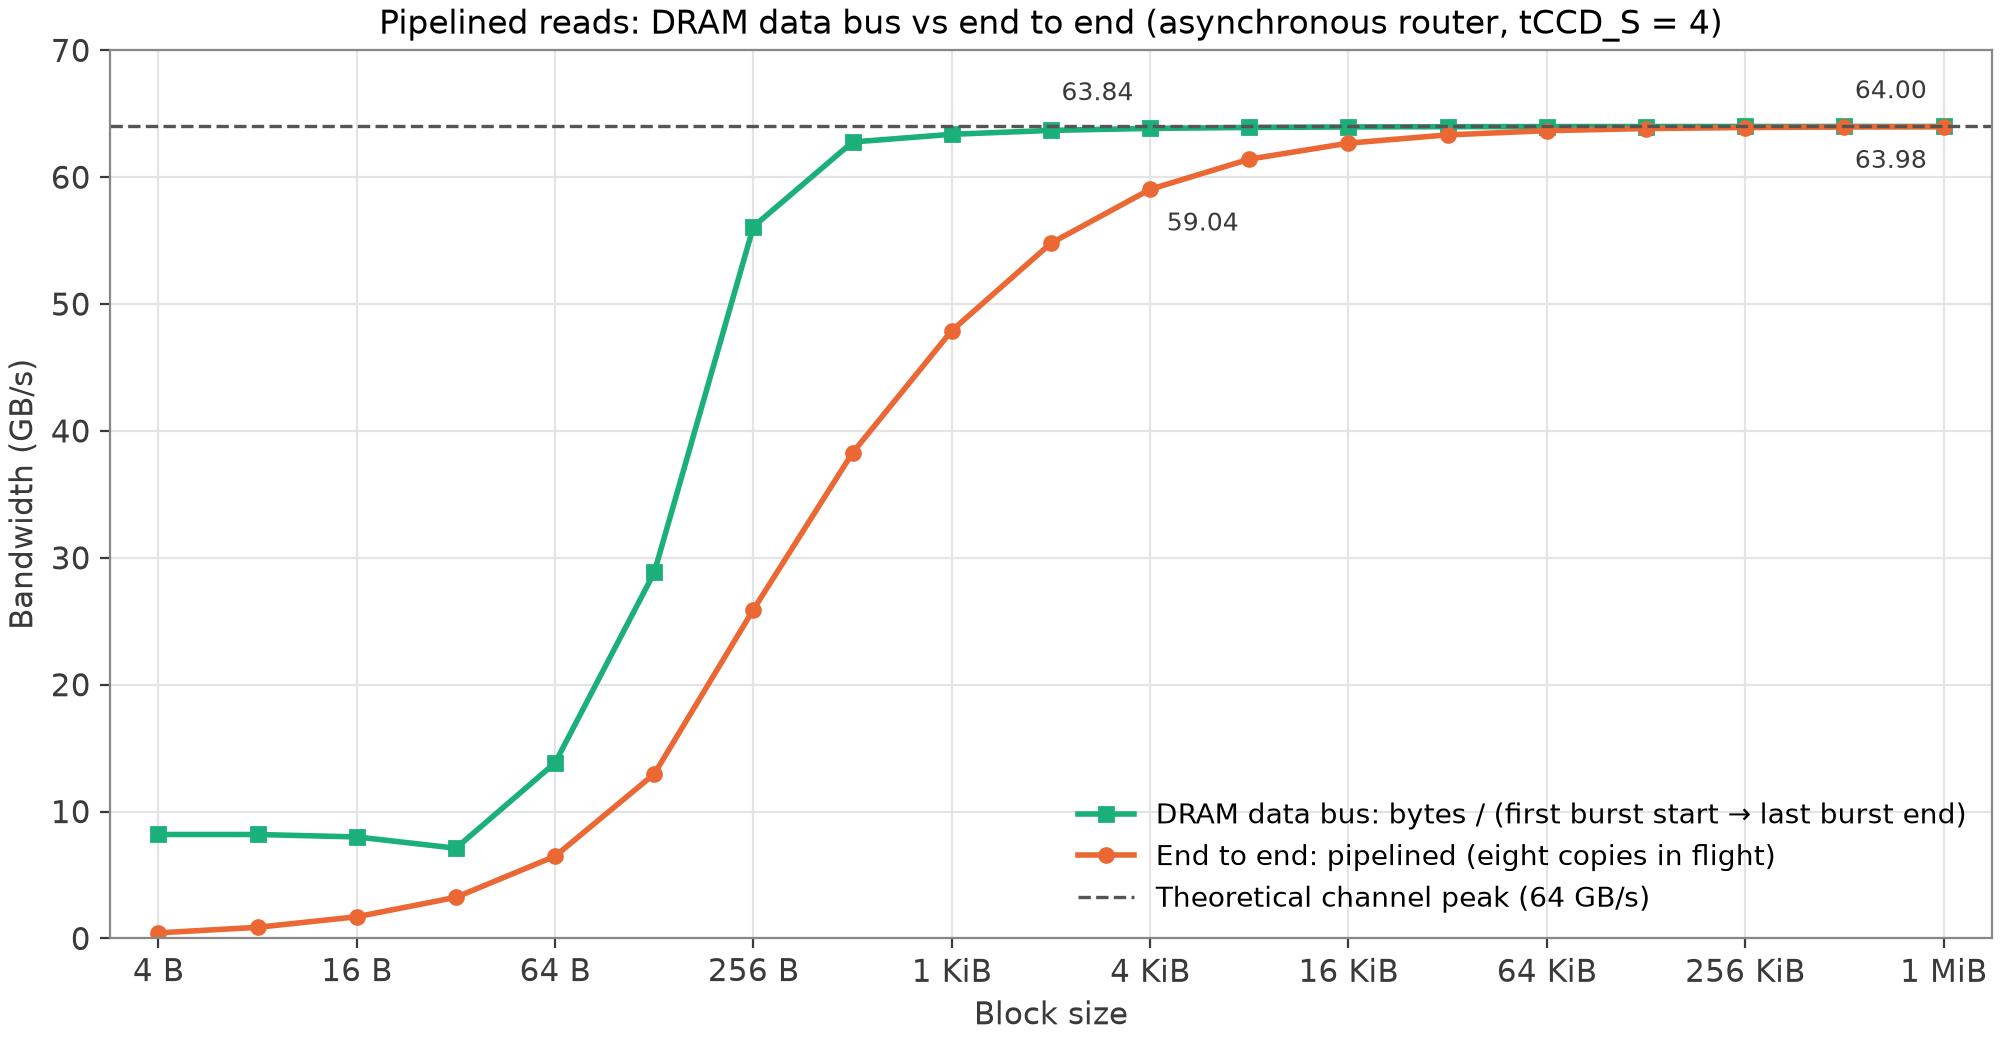 Pipelined reads: DRAM data bus vs end to end (asynchronous router, tCCD_S = 4)
70
60
50
40
30
20
10
0
Bandwidth (GB/s)
63.84
64.00
63.98
59.04
DRAM data bus: bytes / (first burst start → last burst end)
End to end: pipelined (eight copies in flight)
Theoretical channel peak (64 GB/s)
4 B 16 B 64 B 256 B 1 KiB 4 KiB 16 KiB 64 KiB 256 KiB 1 MiB
Block size